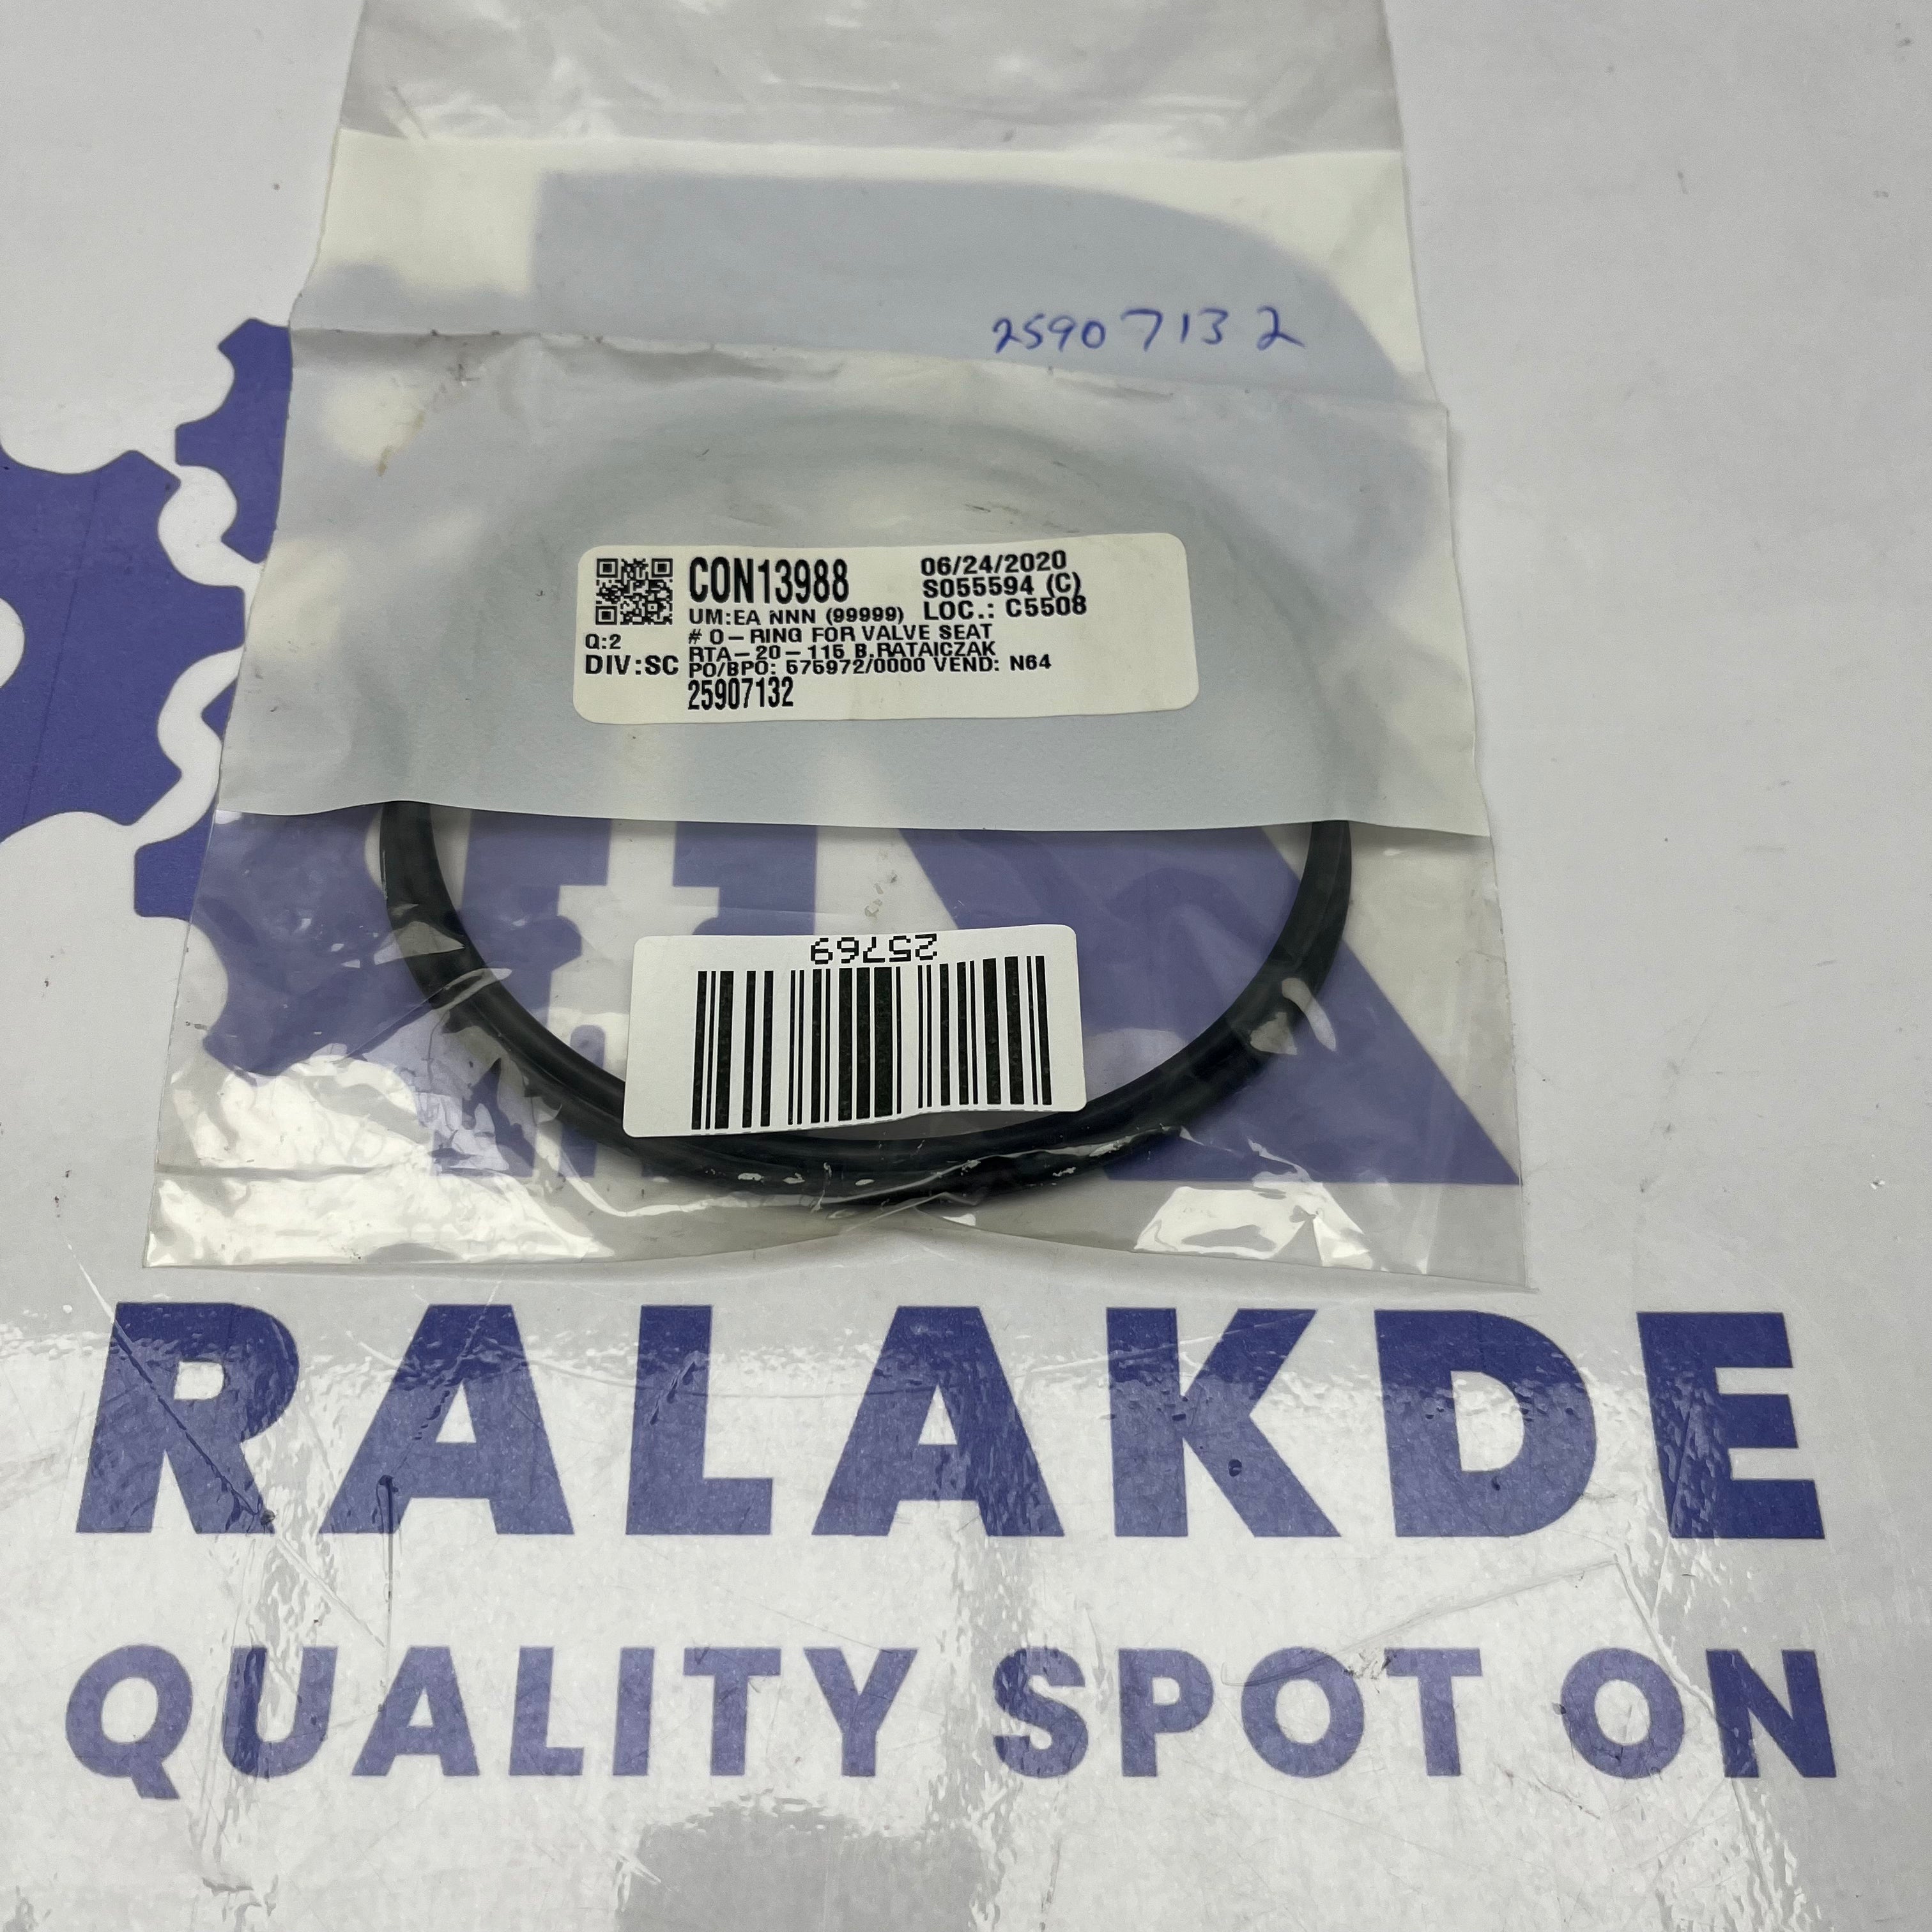 25907132
CON13988
06/24/2020
S055594 (C)
UM:EA NNN (99999)
LOC.: C5508
Q:2
# O-RING FOR VALVE SEAT
RTA-20-115 B.RATAICZAK
DIV:SC
PO/BPO: 575972/0000 VEND: N64
25907132
25769
RALAKDE
QUALITY SPOT ON